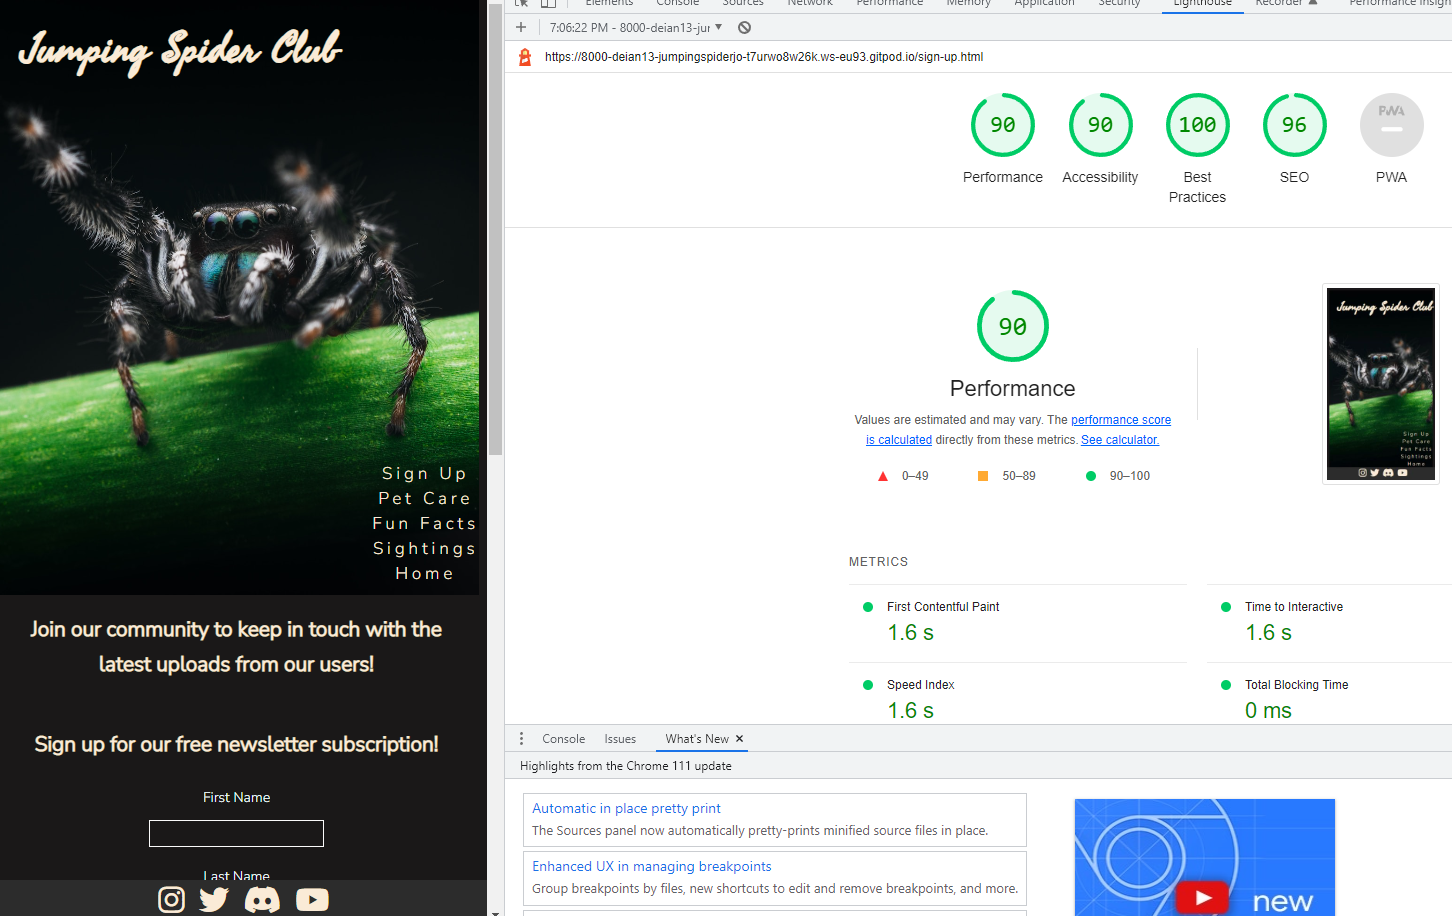 Jumping Spider Club
Sign Up
Pet Care
Fun Facts
Sightings
Home
Join our community to keep in touch with the
latest uploads from our users!
Sign up for our free newsletter subscription!
First Name
Last Name
Elements Console Sources Network Performance Memory Application Security Lighthouse Recorder Performance Insigh
7:06:22 PM - 8000-deian13-jur
https://8000-deian13-jumpingspiderjo-t7urwo8w26k.ws-eu93.gitpod.io/sign-up.html
90 90 100 96 PWA
Performance Accessibility Best Practices SEO PWA
90
Performance
Values are estimated and may vary. The performance score
is calculated directly from these metrics. See calculator.
0–49 50–89 90–100
Jumping Spider Club
Sign Up
Pet Care
Fun Facts
Sightings
Home
METRICS
First Contentful Paint
1.6 s
Time to Interactive
1.6 s
Speed Index
1.6 s
Total Blocking Time
0 ms
Console Issues What's New
Highlights from the Chrome 111 update
Automatic in place pretty print
The Sources panel now automatically pretty-prints minified source files in place.
Enhanced UX in managing breakpoints
Group breakpoints by files, new shortcuts to edit and remove breakpoints, and more.
new